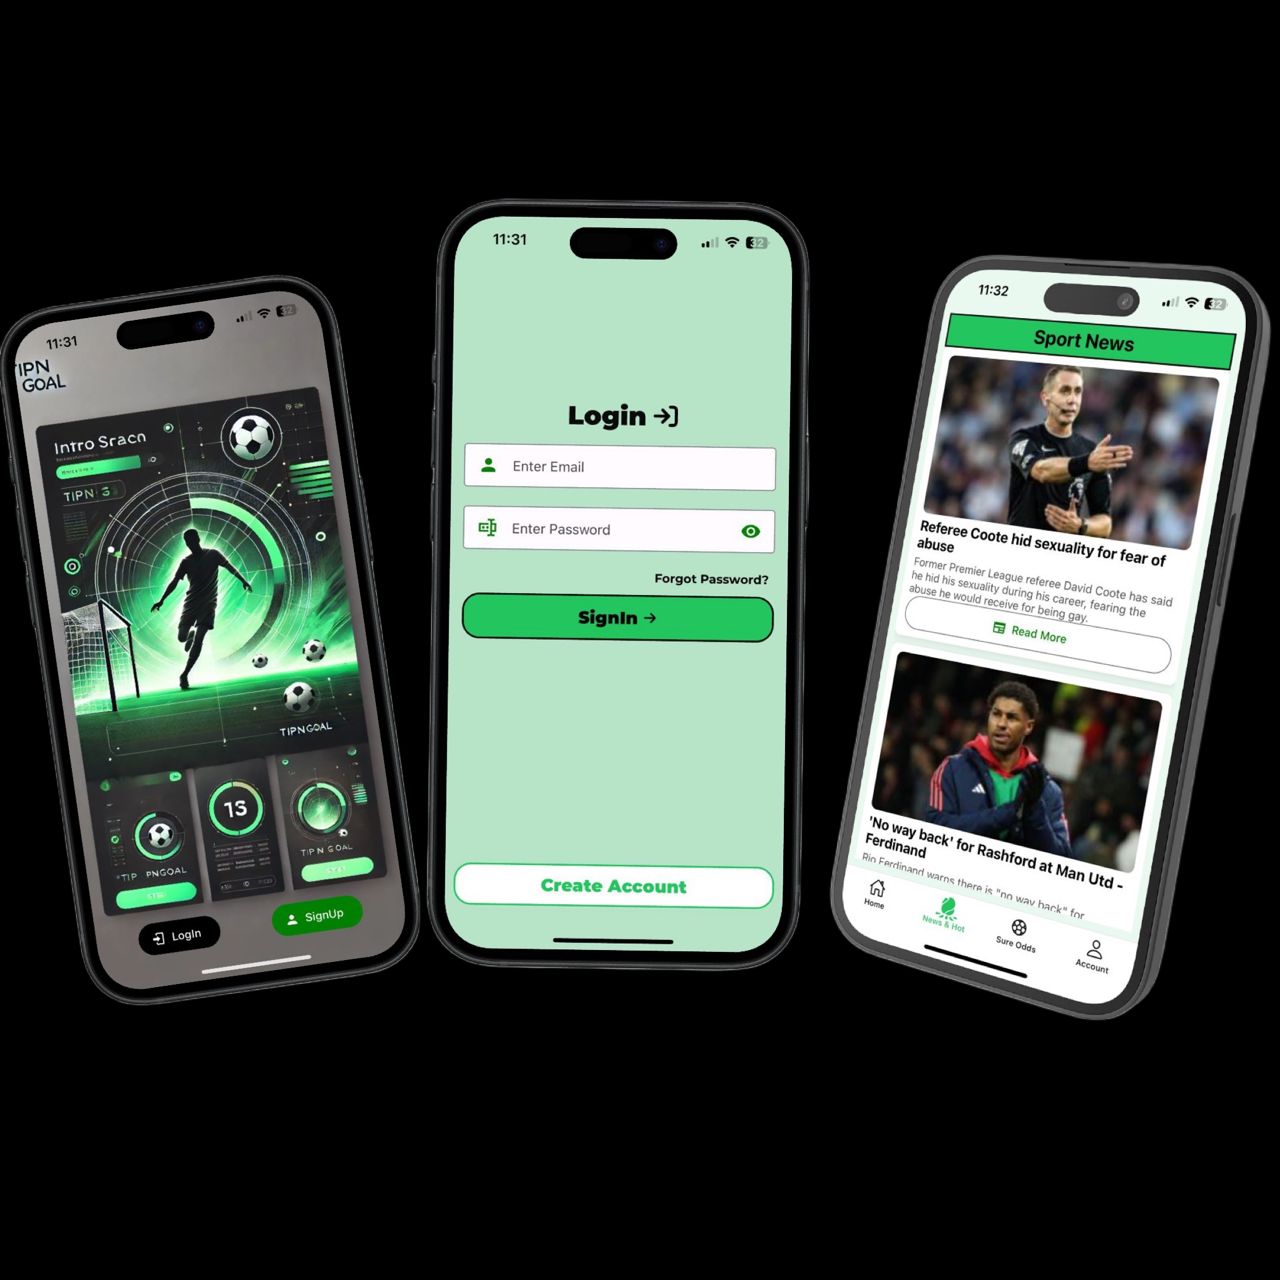 11:31
TIPN
GOAL
Intro Sracn
TIPN
TIPNGOAL
13
TIP PNGOAL
TIP N GOAL
LogIn
SignUp
11:31
32
Login
Enter Email
Enter Password
Forgot Password?
SignIn →
Create Account
11:32
32
Sport News
Referee Coote hid sexuality for fear of
abuse
Former Premier League referee David Coote has said
he hid his sexuality during his career, fearing the
abuse he would receive for being gay.
Read More
'No way back' for Rashford at Man Utd -
Ferdinand
Rio Ferdinand warns there is "no way back" for
Home
News & Hot
Sure Odds
Account